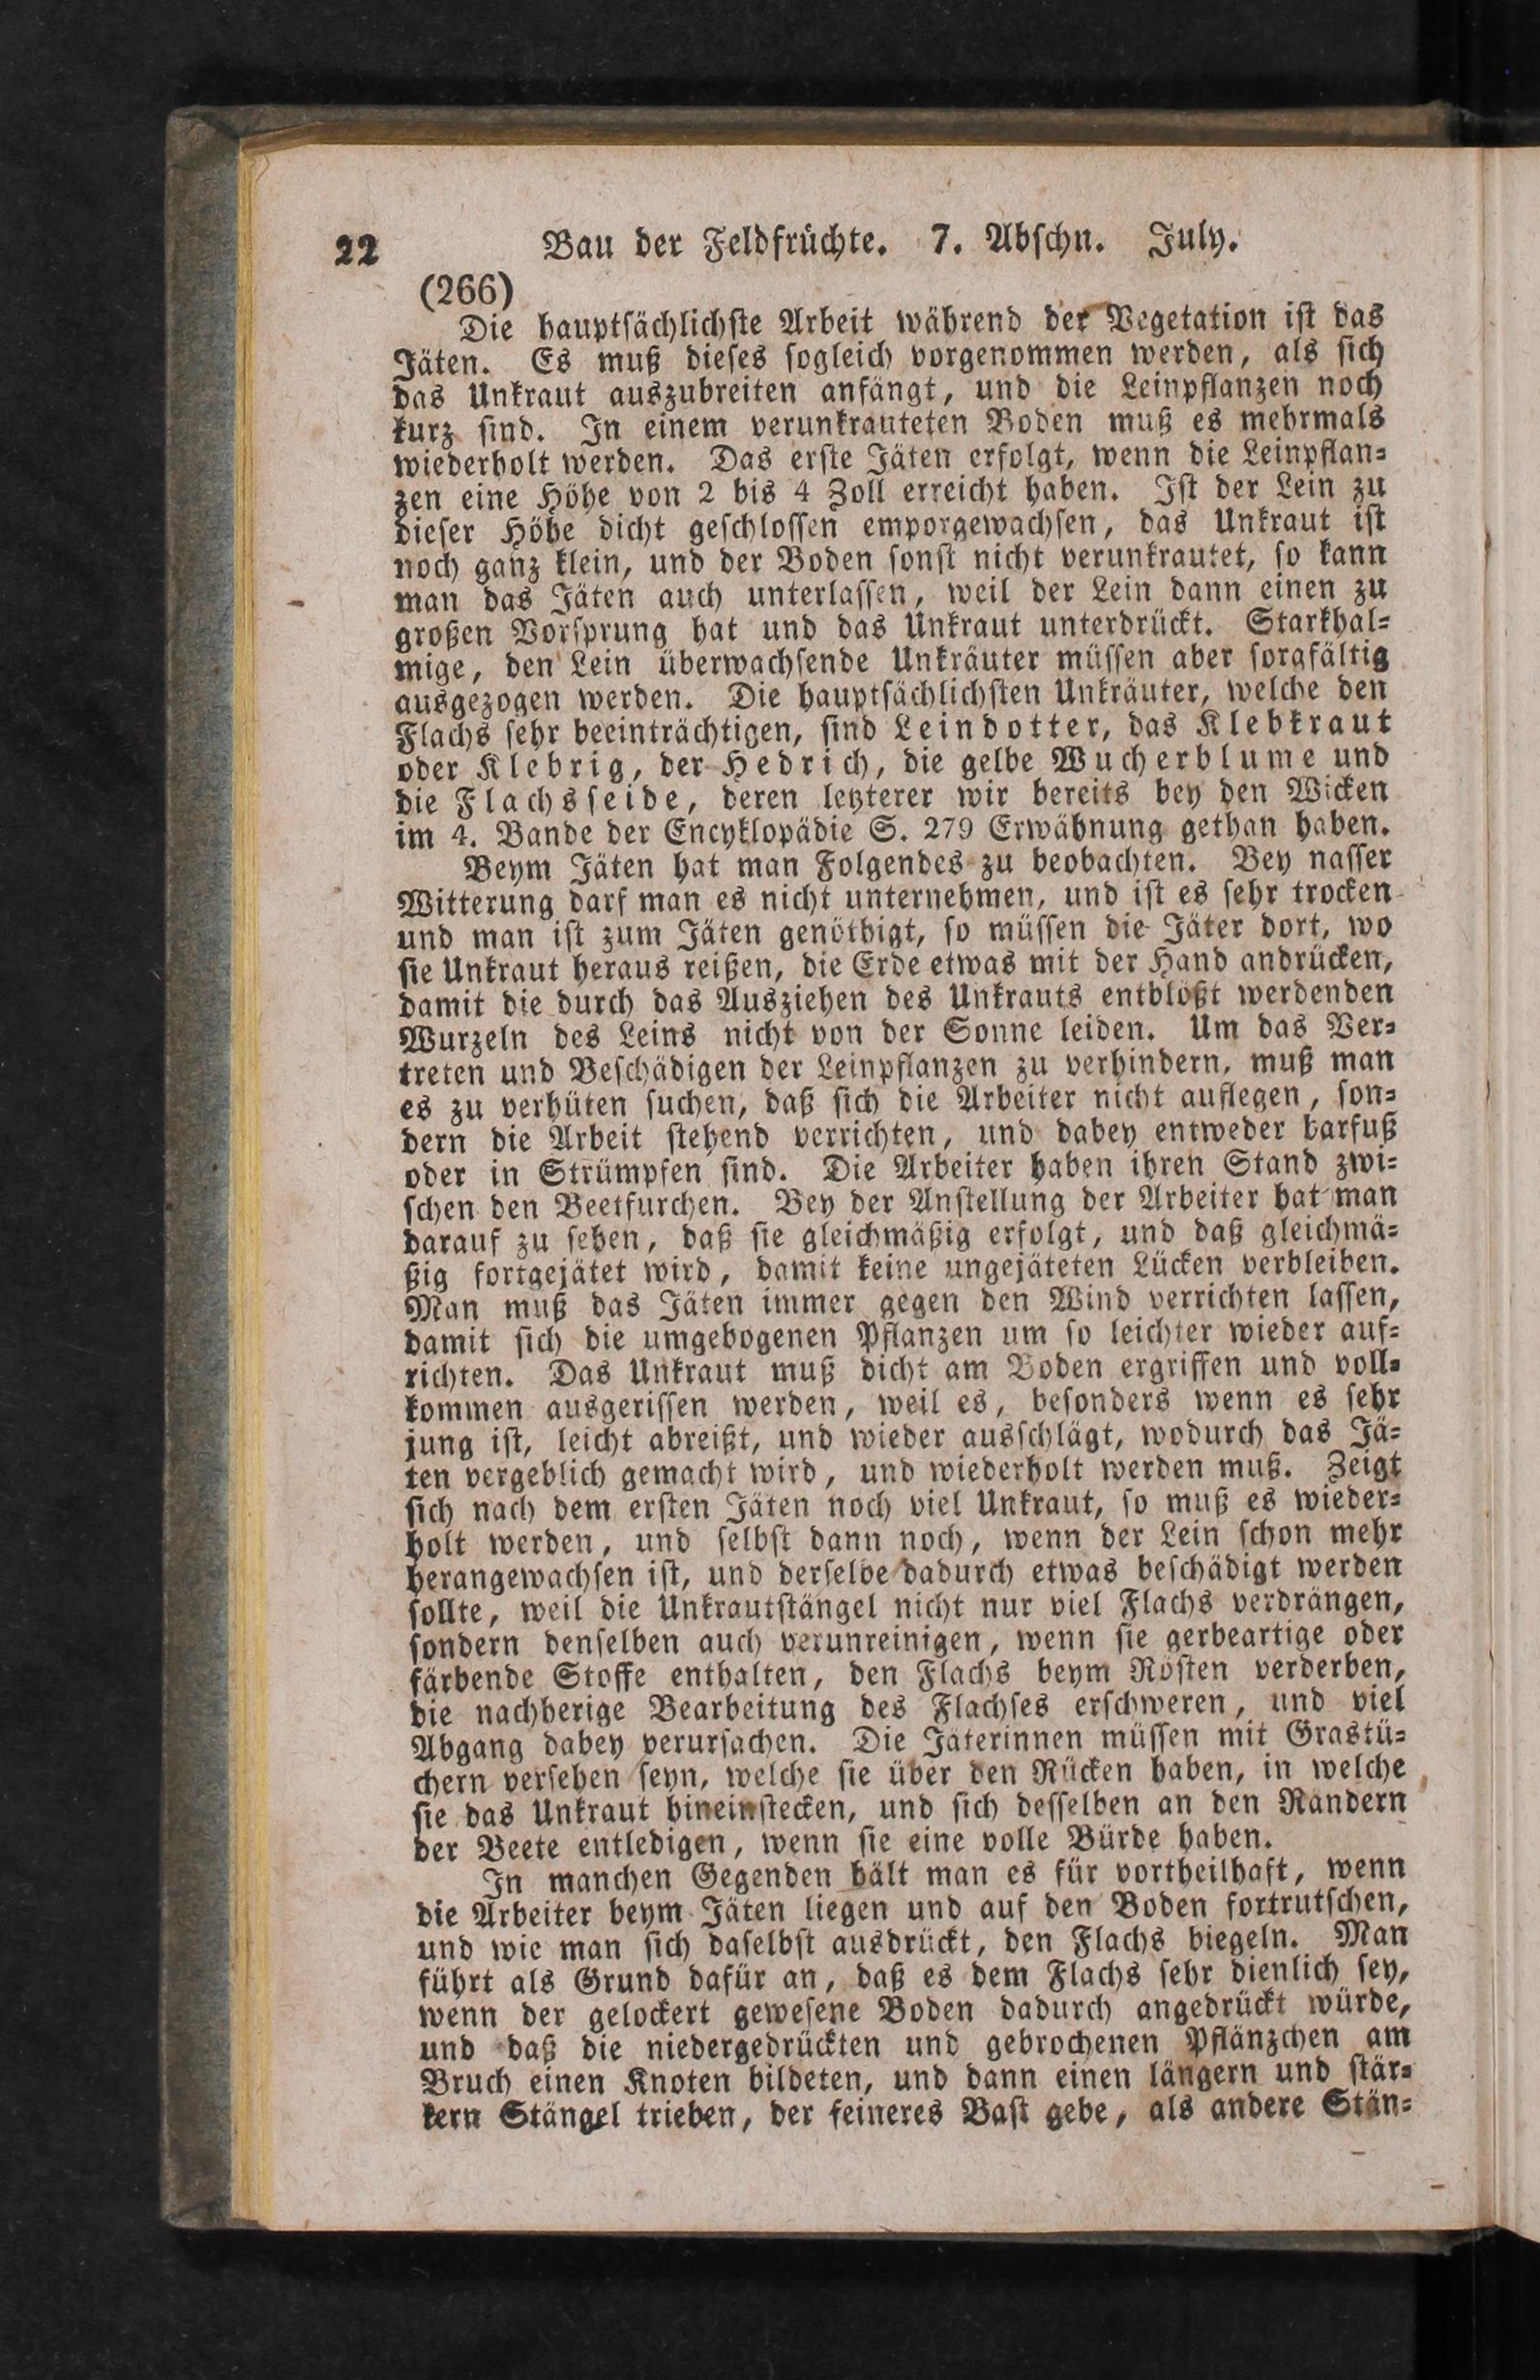 22 Bau der Feldfrüchte. 7. Abschn. July.
(266)
Die hauptsächlichste Arbeit während der Vegetation ist das
Jäten. Es muß dieses sogleich vorgenommen werden, als sich
das Unkraut auszubreiten anfängt, und die Leinpflanzen noch
kurz sind. In einem verunkrauteten Boden muß es mehrmals
wiederholt werden. Das erste Jäten erfolgt, wenn die Leinpflan-
zen eine Höhe von 2 bis 4 Zoll erreicht haben. Ist der Lein zu
dieser Höhe dicht geschlossen emporgewachsen, das Unkraut ist
noch ganz klein, und der Boden sonst nicht verunkrautet, so kann
man das Jäten auch unterlassen, weil der Lein dann einen zu
großen Vorsprung hat und das Unkraut unterdrückt. Starkhal-
mige, den Lein überwachsende Unkräuter müssen aber sorgfältig
ausgezogen werden. Die hauptsächlichsten Unkräuter, welche den
Flachs sehr beeinträchtigen, sind Leindotter, das Klebkraut
oder Klebrig, der Hedrich, die gelbe Wucherblume und
die Flachsseide, deren letzterer wir bereits bey den Wicken
im 4. Bande der Encyklopädie S. 279 Erwähnung gethan haben.
Beym Jäten hat man Folgendes zu beobachten. Bey nasser
Witterung darf man es nicht unternehmen, und ist es sehr trocken
und man ist zum Jäten genöthigt, so müssen die Jäter dort, wo
sie Unkraut heraus reißen, die Erde etwas mit der Hand andrücken,
damit die durch das Ausziehen des Unkrauts entblößt werdenden
Wurzeln des Leins nicht von der Sonne leiden. Um das Ver-
treten und Beschädigen der Leinpflanzen zu verhindern, muß man
es zu verhüten suchen, daß sich die Arbeiter nicht auflegen, son-
dern die Arbeit stehend verrichten, und dabey entweder barfuß
oder in Strümpfen sind. Die Arbeiter haben ihren Stand zwi-
schen den Beetfurchen. Bey der Anstellung der Arbeiter hat man
darauf zu sehen, daß sie gleichmäßig erfolgt, und daß gleichmä-
ßig fortgejätet wird, damit keine ungejäteten Lücken verbleiben.
Man muß das Jäten immer gegen den Wind verrichten lassen,
damit sich die umgebogenen Pflanzen um so leichter wieder auf-
richten. Das Unkraut muß dicht am Boden ergriffen und voll-
kommen ausgerissen werden, weil es, besonders wenn es sehr
jung ist, leicht abreißt, und wieder ausschlägt, wodurch das Jä-
ten vergeblich gemacht wird, und wiederholt werden muß. Zeigt
sich nach dem ersten Jäten noch viel Unkraut, so muß es wieder-
holt werden, und selbst dann noch, wenn der Lein schon mehr
herangewachsen ist, und derselbe dadurch etwas beschädigt werden
sollte, weil die Unkrautstängel nicht nur viel Flachs verdrängen,
sondern denselben auch verunreinigen, wenn sie gerbeartige oder
färbende Stoffe enthalten, den Flachs beym Rösten verderben,
die nachherige Bearbeitung des Flachses erschweren, und viel
Abgang dabey verursachen. Die Jäterinnen müssen mit Grastü-
chern versehen seyn, welche sie über den Rücken haben, in welche
sie das Unkraut hineinstecken, und sich desselben an den Rändern
der Beete entledigen, wenn sie eine volle Bürde haben.
In manchen Gegenden hält man es für vortheilhaft, wenn
die Arbeiter beym Jäten liegen und auf den Boden fortrutschen,
und wie man sich daselbst ausdrückt, den Flachs biegeln. Man
führt als Grund dafür an, daß es dem Flachs sehr dienlich sey,
wenn der gelockert gewesene Boden dadurch angedrückt würde,
und daß die niedergedrückten und gebrochenen Pflänzchen am
Bruch einen Knoten bildeten, und dann einen längern und stär-
kern Stängel trieben, der feineres Bast gebe, als andere Stän-